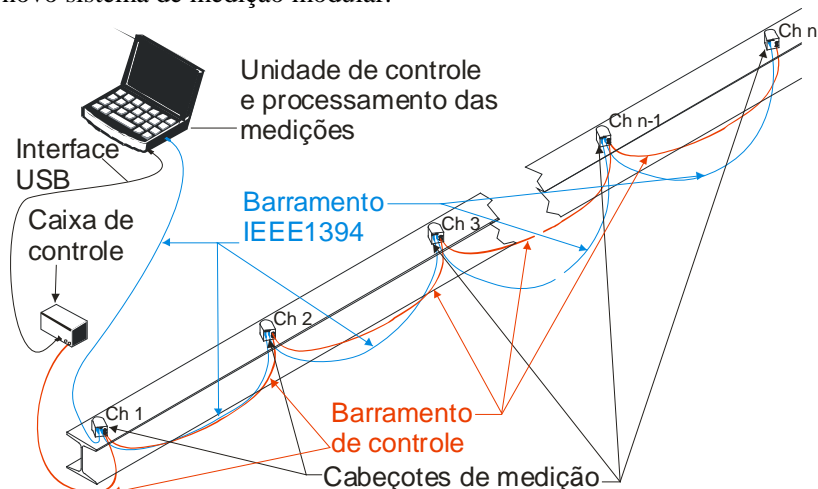 novo sistema de medição modular.
Ch n
Unidade de controle
e processamento das
medições
Ch n-1
Interface
USB
Barramento
IEEE1394
Caixa de
controle
Ch 3
Ch 2
Ch 1
Barramento
de controle
Cabeçotes de medição